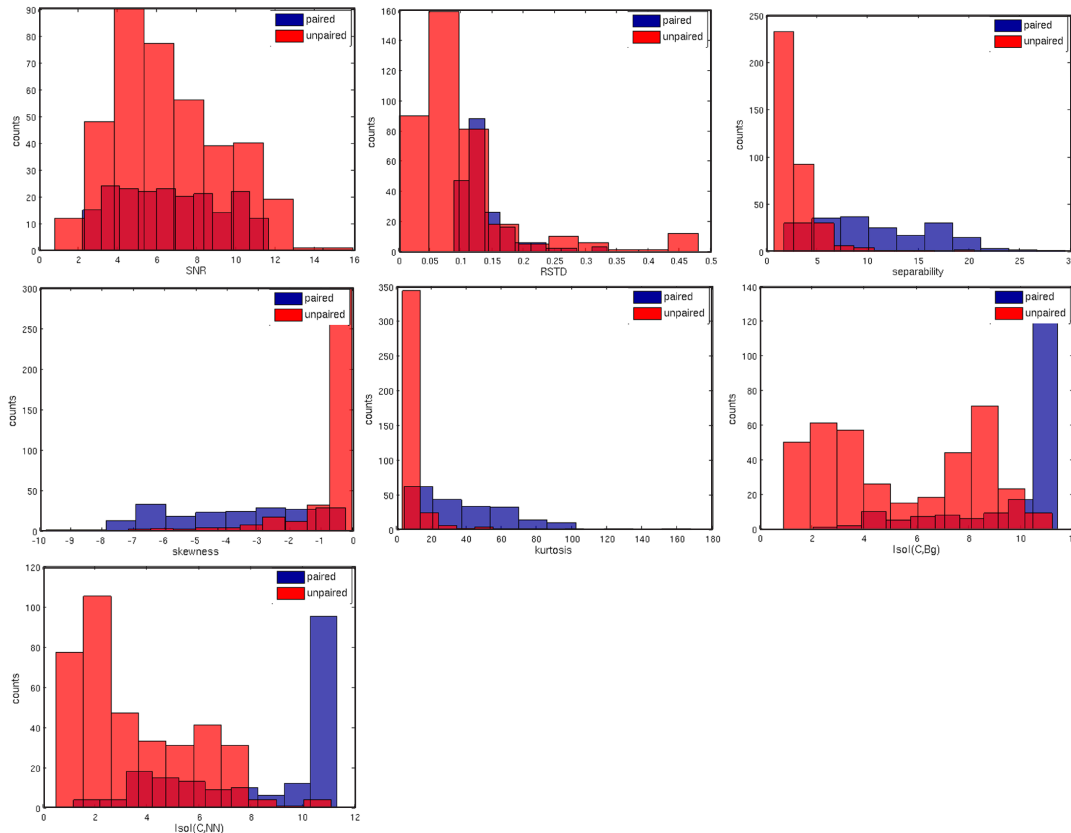 90
80
70
60
50
40
30
20
10
0
counts
0 2 4 6 8 10 12 14 16
SNR
paired
unpaired
160
140
120
100
80
60
40
20
0
counts
0 0.05 0.1 0.15 0.2 0.25 0.3 0.35 0.4 0.45 0.5
RSTD
paired
unpaired
250
200
150
100
50
0
counts
0 5 10 15 20 25 30
separability
paired
unpaired
300
250
200
150
100
50
0
counts
-10 -9 -8 -7 -6 -5 -4 -3 -2 -1 0
skewness
paired
unpaired
350
300
250
200
150
100
50
0
counts
0 20 40 60 80 100 120 140 160 180
kurtosis
paired
unpaired
140
120
100
80
60
40
20
0
counts
0 2 4 6 8 10 12
Isol(C,Bg)
paired
unpaired
120
100
80
60
40
20
0
counts
0 2 4 6 8 10 12
Isol(C,NN)
paired
unpaired